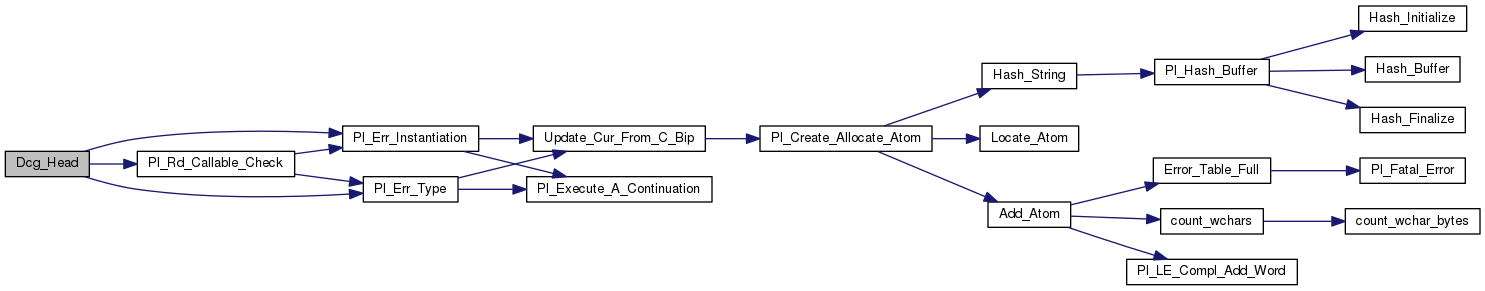 Dcg_Head
Pl_Rd_Callable_Check
Pl_Err_Instantiation
Pl_Err_Type
Update_Cur_From_C_Bip
Pl_Execute_A_Continuation
Pl_Create_Allocate_Atom
Hash_String
Locate_Atom
Add_Atom
Pl_Hash_Buffer
Error_Table_Full
count_wchars
Pl_LE_Compl_Add_Word
Hash_Initialize
Hash_Buffer
Hash_Finalize
Pl_Fatal_Error
count_wchar_bytes